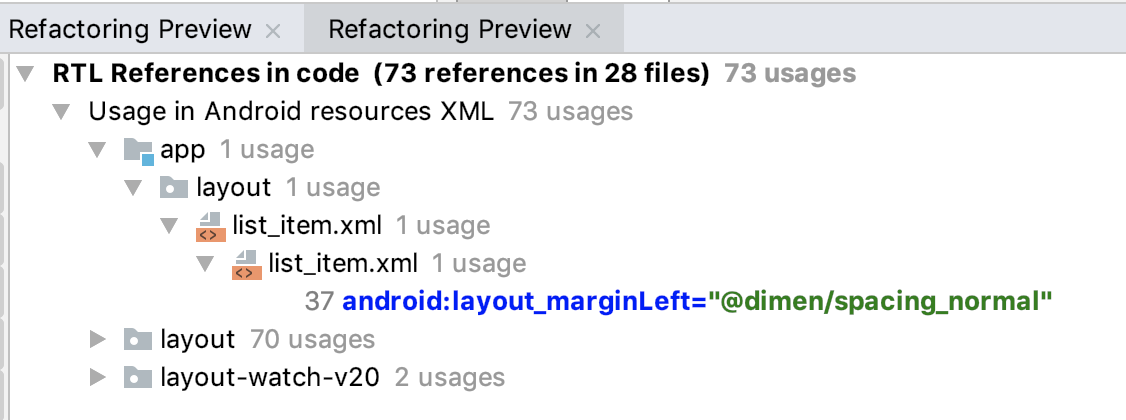 Refactoring Preview × Refactoring Preview ×
RTL References in code (73 references in 28 files) 73 usages
Usage in Android resources XML 73 usages
app 1 usage
layout 1 usage
list_item.xml 1 usage
list_item.xml 1 usage
37 android:layout_marginLeft="@dimen/spacing_normal"
layout 70 usages
layout-watch-v20 2 usages